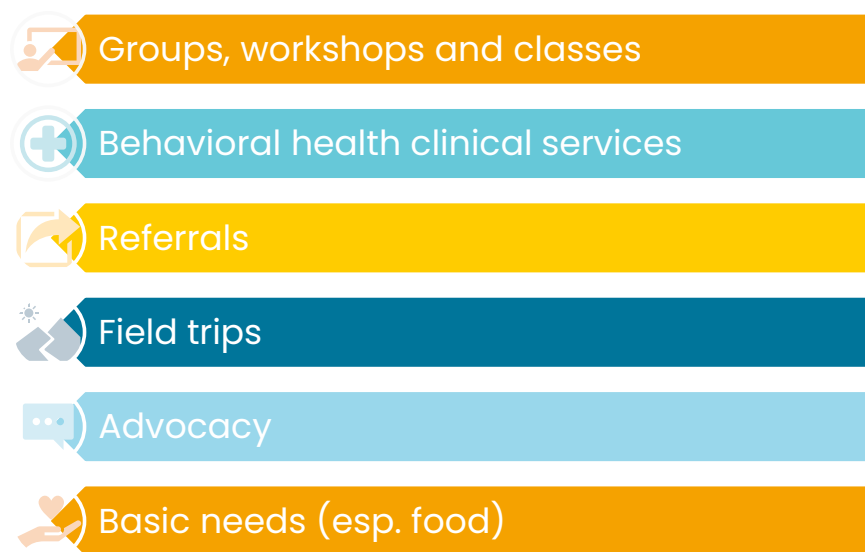 Groups, workshops and classes
Behavioral health clinical services
Referrals
Field trips
Advocacy
Basic needs (esp. food)